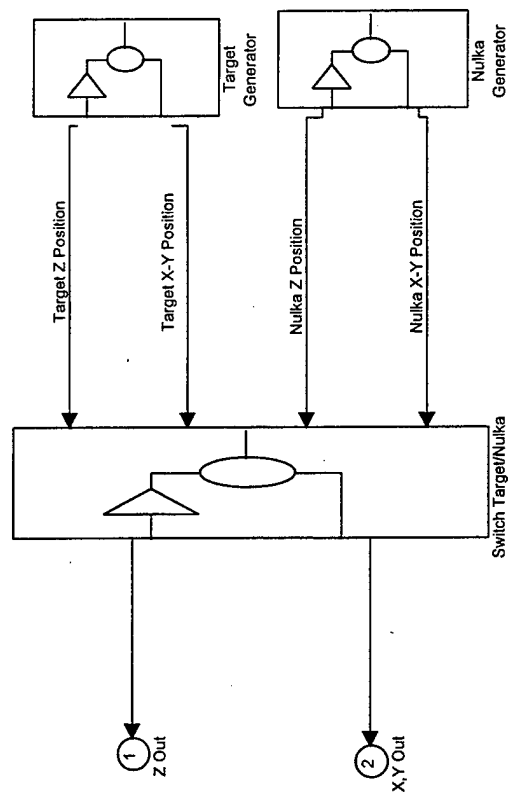 Target
Generator
Target Z Position
Target X-Y Position
Nulka
Generator
Nulka Z Position
Nulka X-Y Position
Switch Target/Nulka
1
Z Out
2
X,Y Out